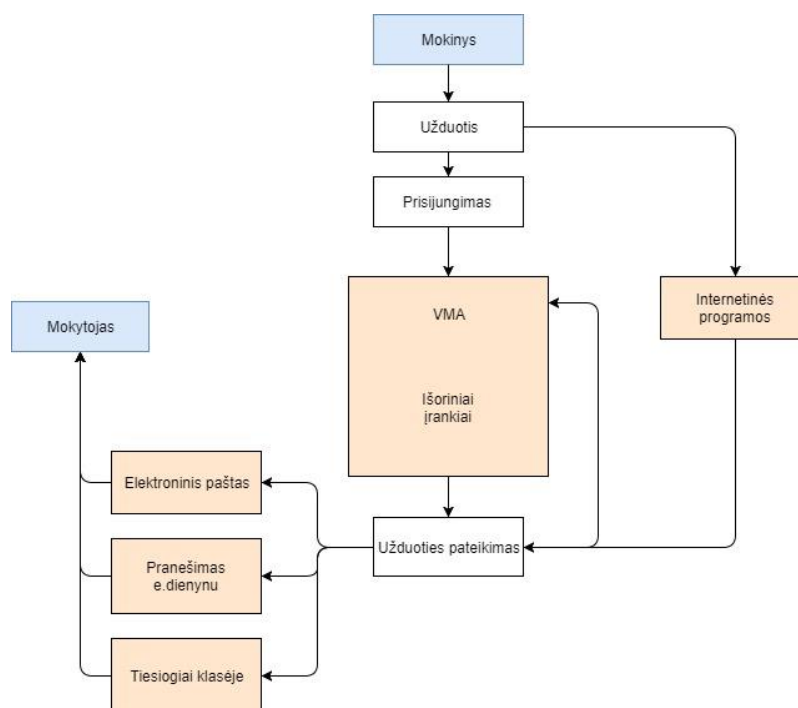 Mokinys
Užduotis
Prisijungimas
VMA
Internetinės
programos
Mokytojas
Išoriniai
įrankiai
Elektroninis paštas
Užduoties pateikimas
Pranešimas
e.dienynu
Tiesiogiai klasėje